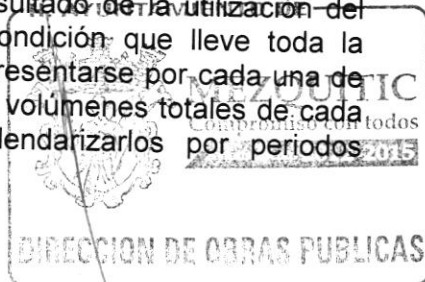 sultado de la utilización del
ondición que lleve toda la
resentarse por cada una de
volúmenes totales de cada
lendarizarlos por periodos
MEZQUITIC
Compromiso con todos
2015
DIRECCION DE OBRAS PUBLICAS